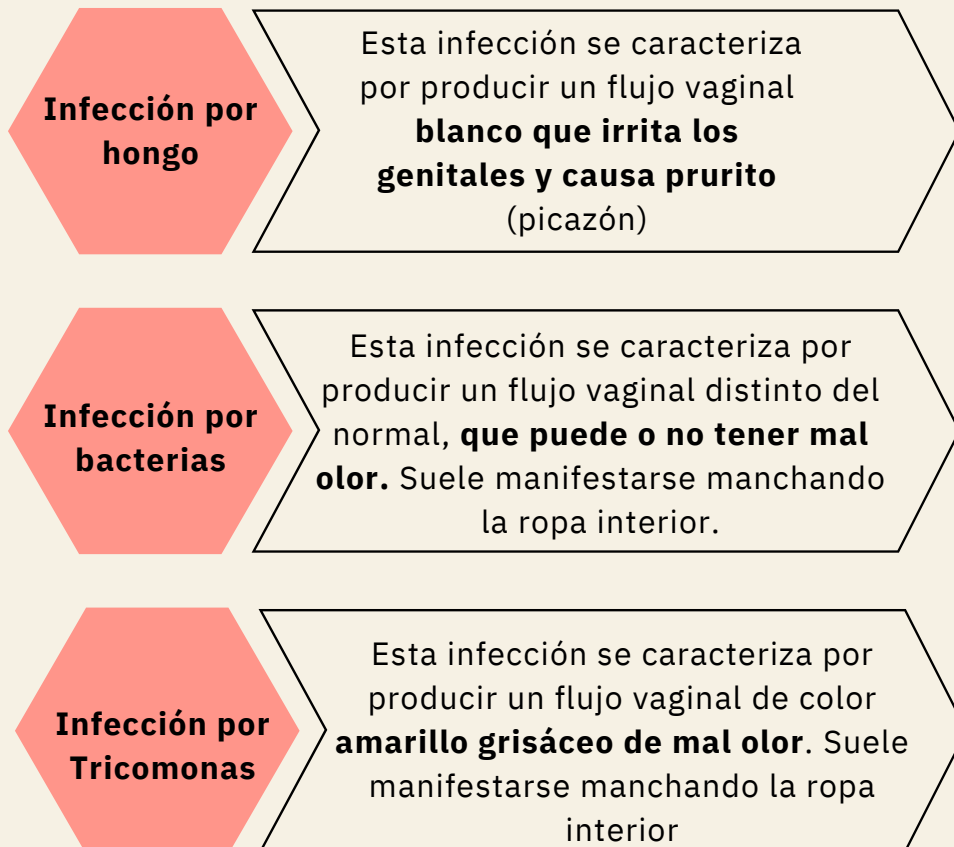 Infección por
hongo
Esta infección se caracteriza
por producir un flujo vaginal
blanco que irrita los
genitales y causa prurito
(picazón)
Infección por
bacterias
Esta infección se caracteriza por
producir un flujo vaginal distinto del
normal, que puede o no tener mal
olor. Suele manifestarse manchando
la ropa interior.
Infección por
Tricomonas
Esta infección se caracteriza por
producir un flujo vaginal de color
amarillo grisáceo de mal olor. Suele
manifestarse manchando la ropa
interior